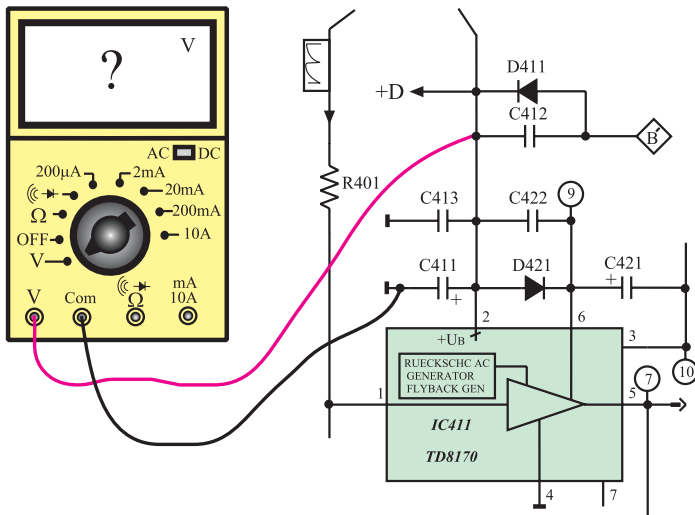 V
?
AC DC
200µA
2mA
20mA
200mA
10A
Ω
OFF
V
V
Com
Ω
mA
10A
+D
D411
C412
B'
R401
C413
C422
9
C411
+
D421
C421
+
2
6
+UB
3
RUECKSCHC AC
GENERATOR
FLYBACK GEN
10
1
5
7
IC411
TD8170
4
7